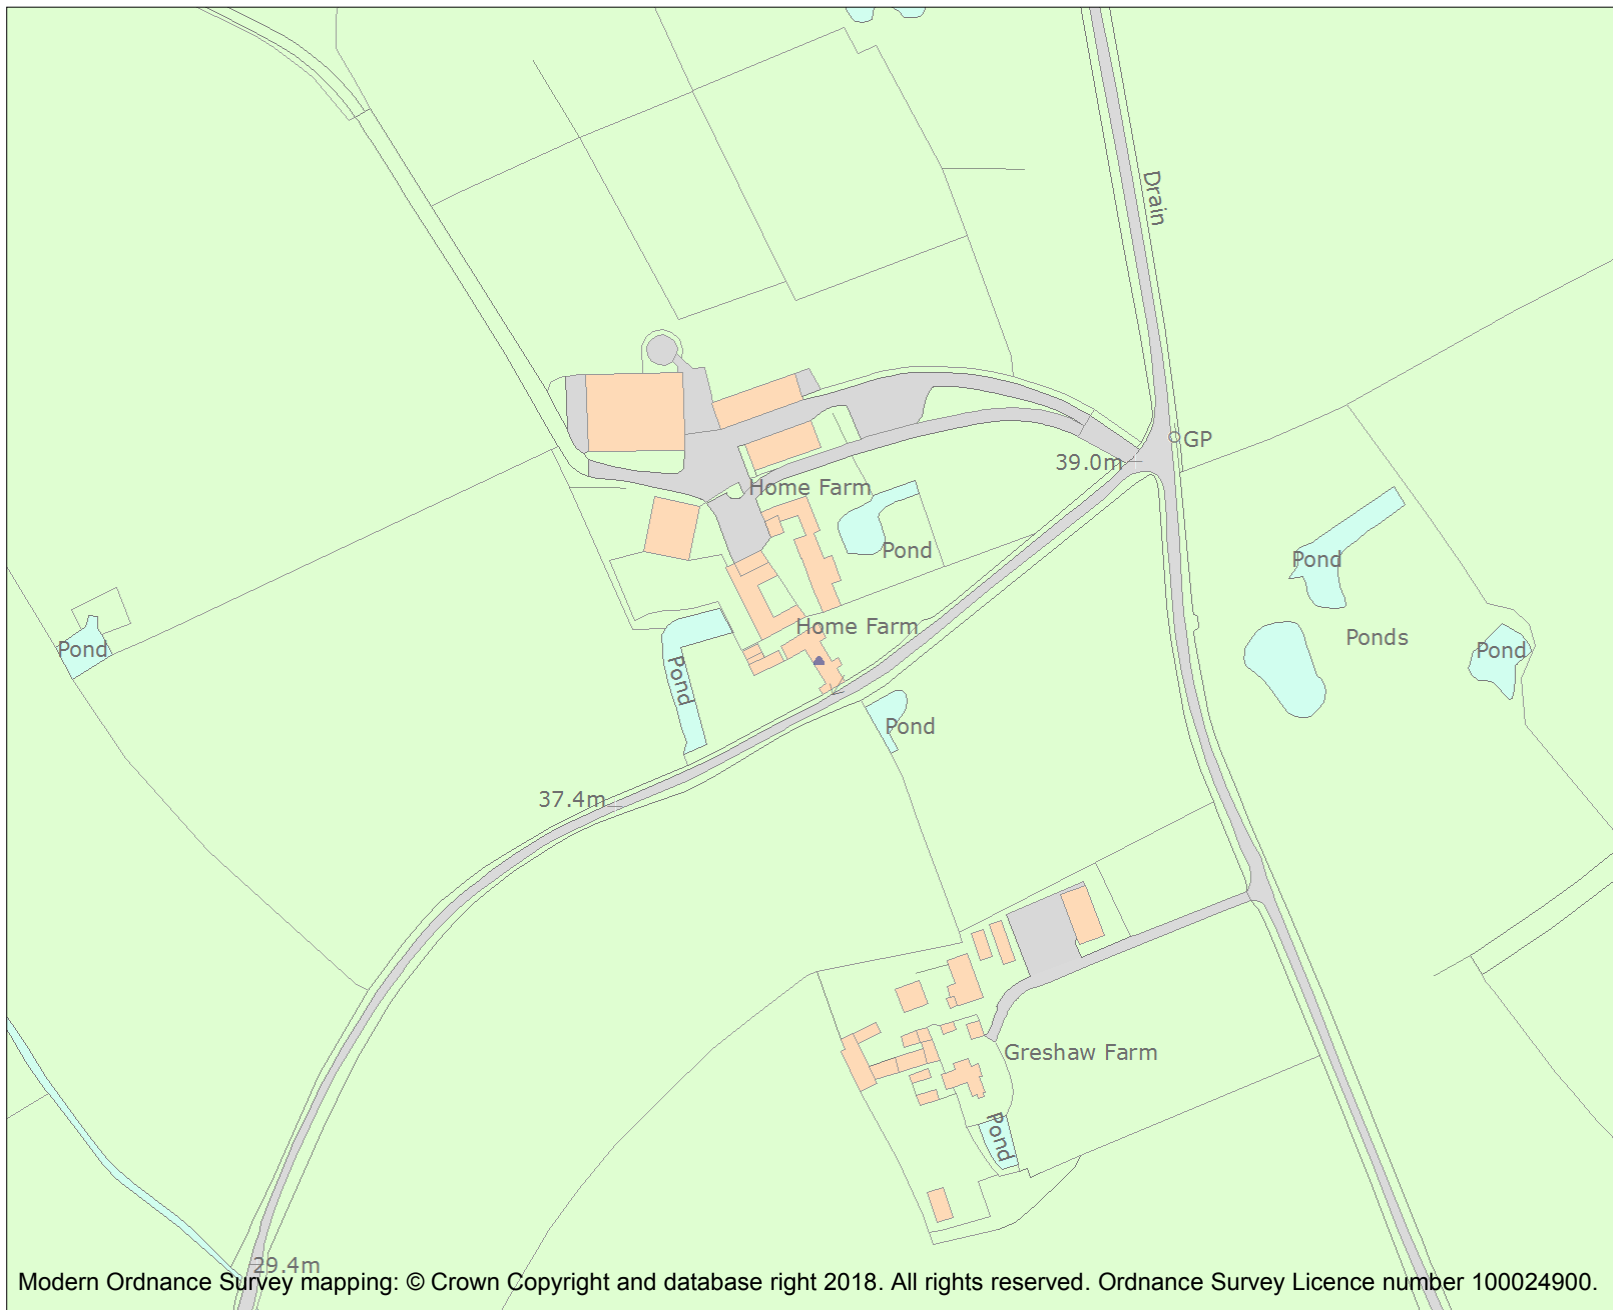 Drain
GP
39.0m
Home Farm
Pond
Pond
Home Farm
Ponds
Pond
Pond
Pond
Pond
37.4m
Greshaw Farm
Pond
29.4m
Modern Ordnance Survey mapping: © Crown Copyright and database right 2018. All rights reserved. Ordnance Survey Licence number 100024900.